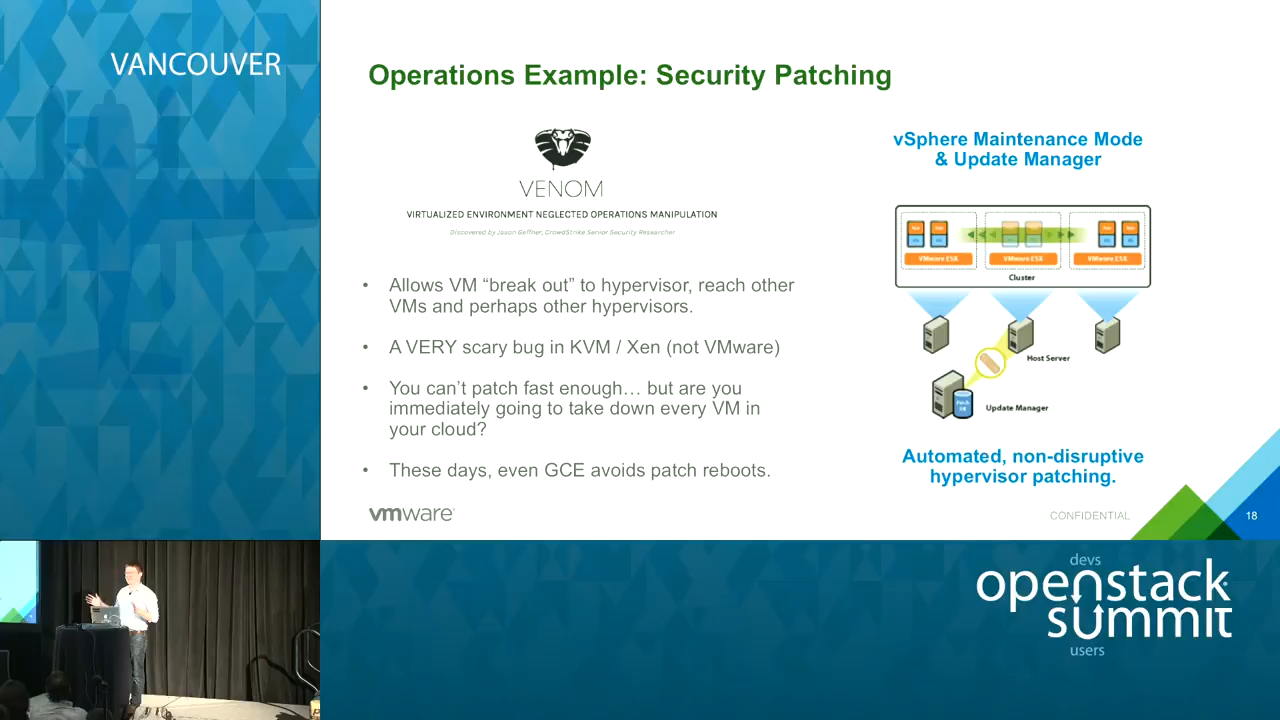 VANCOUVER
Operations Example: Security Patching
VENOM
VIRTUALIZED ENVIRONMENT NEGLECTED OPERATIONS MANIPULATION
Discovered by Jason Geffner, CrowdStrike Senior Security Researcher
• Allows VM “break out” to hypervisor, reach other
VMs and perhaps other hypervisors.
• A VERY scary bug in KVM / Xen (not VMware)
• You can’t patch fast enough… but are you
immediately going to take down every VM in
your cloud?
• These days, even GCE avoids patch reboots.
vSphere Maintenance Mode
& Update Manager
VMware ESX
VMware ESX
VMware ESX
Cluster
Host Server
Update Manager
Automated, non-disruptive
hypervisor patching.
vmware
CONFIDENTIAL
18
devs
openstack
summit
users